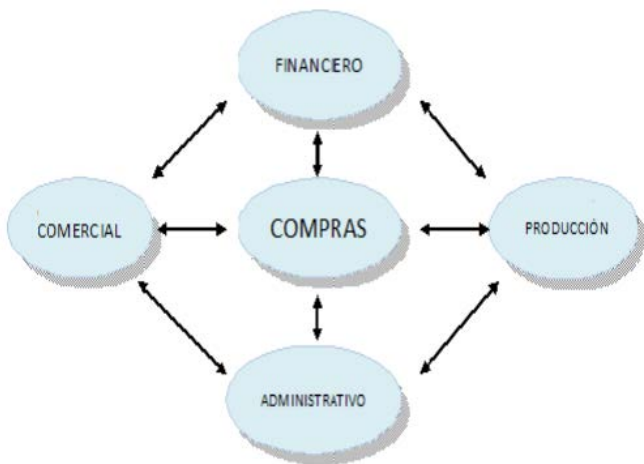 FINANCIERO
COMERCIAL
COMPRAS
PRODUCCIÓN
ADMINISTRATIVO